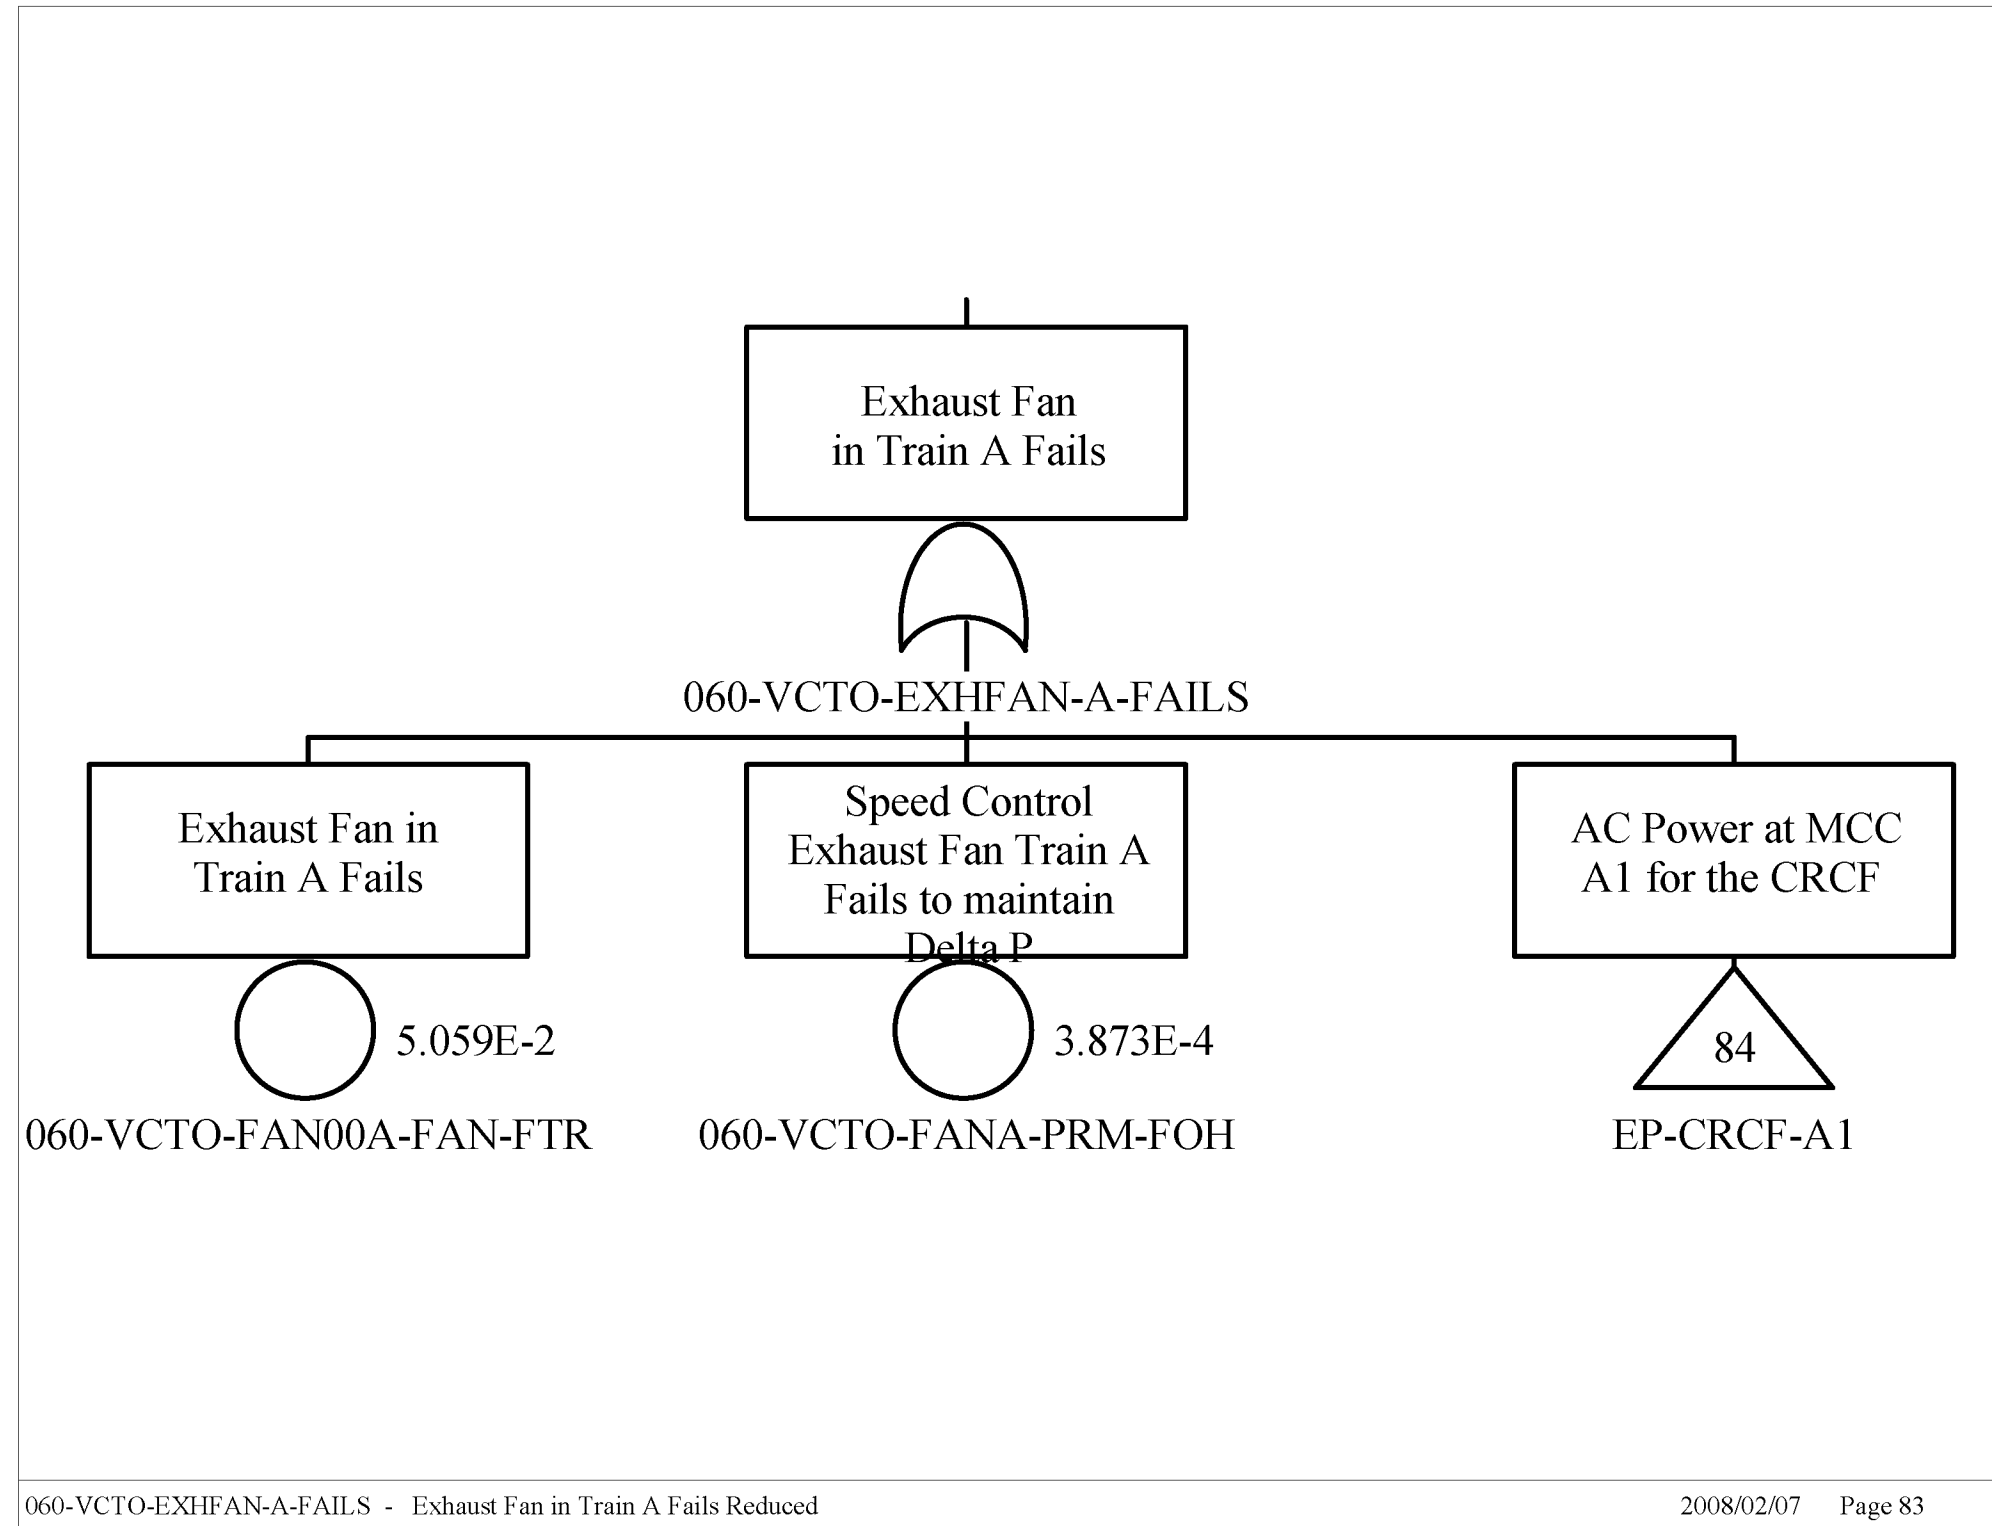 Exhaust Fan
in Train A Fails
060-VCTO-EXHFAN-A-FAILS
Exhaust Fan in
Train A Fails
5.059E-2
060-VCTO-FAN00A-FAN-FTR
Speed Control
Exhaust Fan Train A
Fails to maintain
Delta P
3.873E-4
060-VCTO-FANA-PRM-FOH
AC Power at MCC
A1 for the CRCF
84
EP-CRCF-A1
060-VCTO-EXHFAN-A-FAILS - Exhaust Fan in Train A Fails Reduced
2008/02/07 Page 83